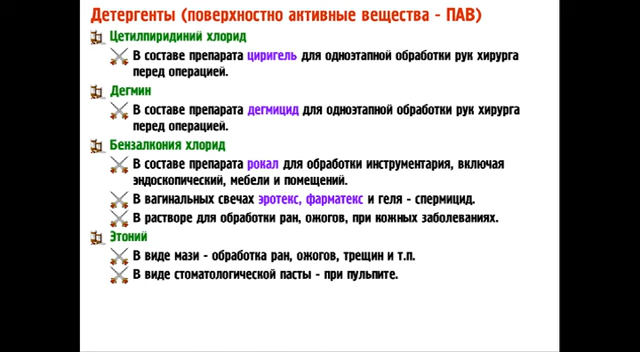 Детергенты (поверхностно активные вещества - ПАВ)
Цетилпиридиний хлорид
В составе препарата циригель для одноэтапной обработки рук хирурга
перед операцией.
Дегмин
В составе препарата дегмицид для одноэтапной обработки рук хирурга
перед операцией.
Бензалкония хлорид
В составе препарата рокал для обработки инструментария, включая
эндоскопический, мебели и помещений.
В вагинальных свечах эротекс, фарматекс и геля - спермицид.
В растворе для обработки ран, ожогов, при кожных заболеваниях.
Этоний
В виде мази - обработка ран, ожогов, трещин и т.п.
В виде стоматологической пасты - при пульпите.